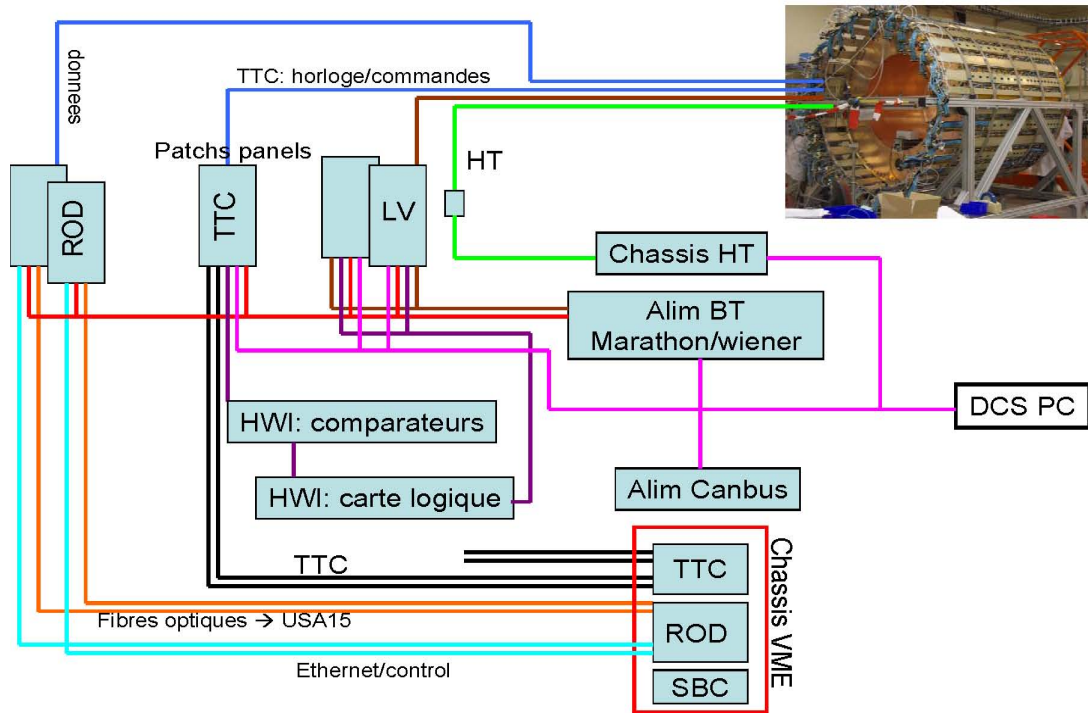 donnees
TTC: horloge/commandes
Patchs panels
HT
ROD
TTC
LV
Chassis HT
Alim BT
Marathon/wiener
DCS PC
HWI: comparateurs
HWI: carte logique
Alim Canbus
TTC
TTC
Chassis VME
Fibres optiques → USA15
ROD
Ethernet/control
SBC